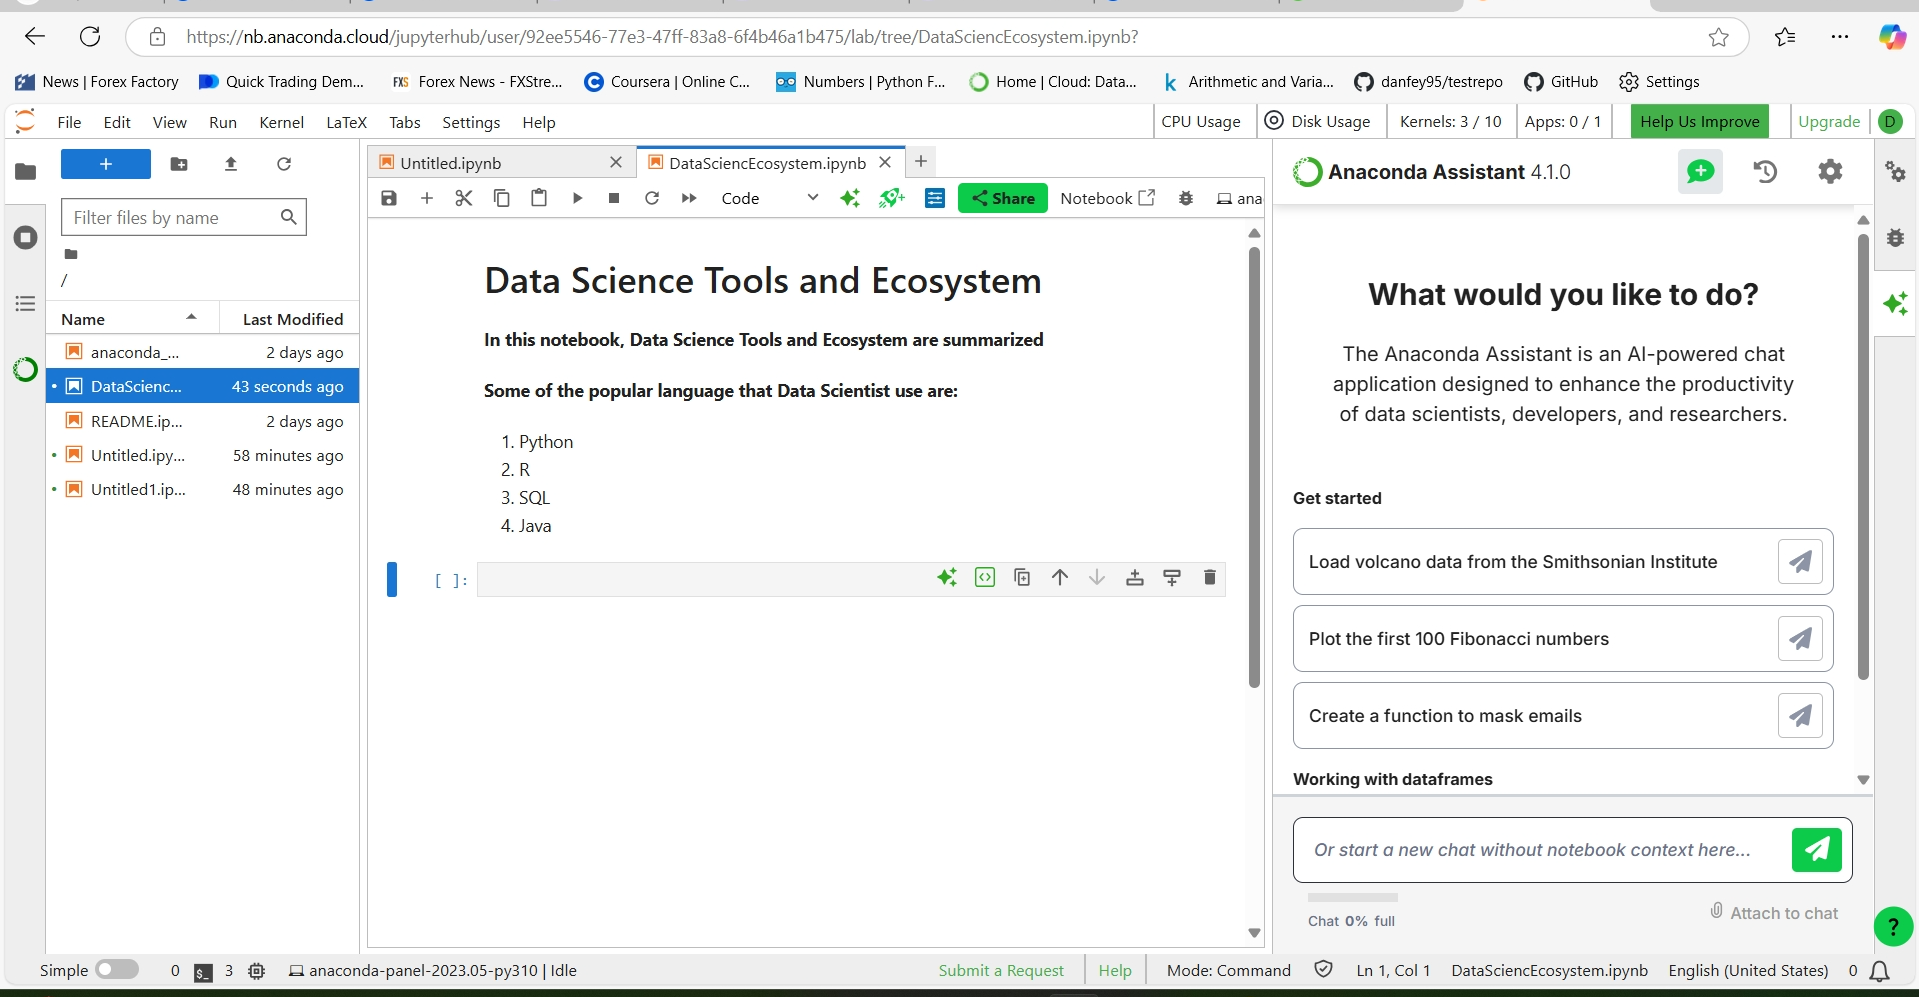 https://nb.anaconda.cloud/jupyterhub/user/92ee5546-77e3-47ff-83a8-6f4b46a1b475/lab/tree/DataSciencEcosystem.ipynb?
News | Forex Factory
Quick Trading Dem...
FXS Forex News - FXStre...
Coursera | Online C...
Numbers | Python F...
Home | Cloud: Data...
k Arithmetic and Varia...
danfey95/testrepo
GitHub
Settings
File Edit View Run Kernel LaTeX Tabs Settings Help
CPU Usage
Disk Usage
Kernels: 3 / 10
Apps: 0 / 1
Help Us Improve
Upgrade
D
Filter files by name
/
Name Last Modified
anaconda_... 2 days ago
DataScienc... 43 seconds ago
README.ip... 2 days ago
Untitled.ipy... 58 minutes ago
Untitled1.ip... 48 minutes ago
Untitled.ipynb
DataSciencEcosystem.ipynb
Code
Share
Notebook
ana
Data Science Tools and Ecosystem
In this notebook, Data Science Tools and Ecosystem are summarized
Some of the popular language that Data Scientist use are:
1. Python
2. R
3. SQL
4. Java
[ ]:
Anaconda Assistant 4.1.0
What would you like to do?
The Anaconda Assistant is an AI-powered chat
application designed to enhance the productivity
of data scientists, developers, and researchers.
Get started
Load volcano data from the Smithsonian Institute
Plot the first 100 Fibonacci numbers
Create a function to mask emails
Working with dataframes
Or start a new chat without notebook context here...
Chat 0% full
Attach to chat
?
Simple
0
$_
3
anaconda-panel-2023.05-py310 | Idle
Submit a Request
Help
Mode: Command
Ln 1, Col 1
DataSciencEcosystem.ipynb
English (United States)
0